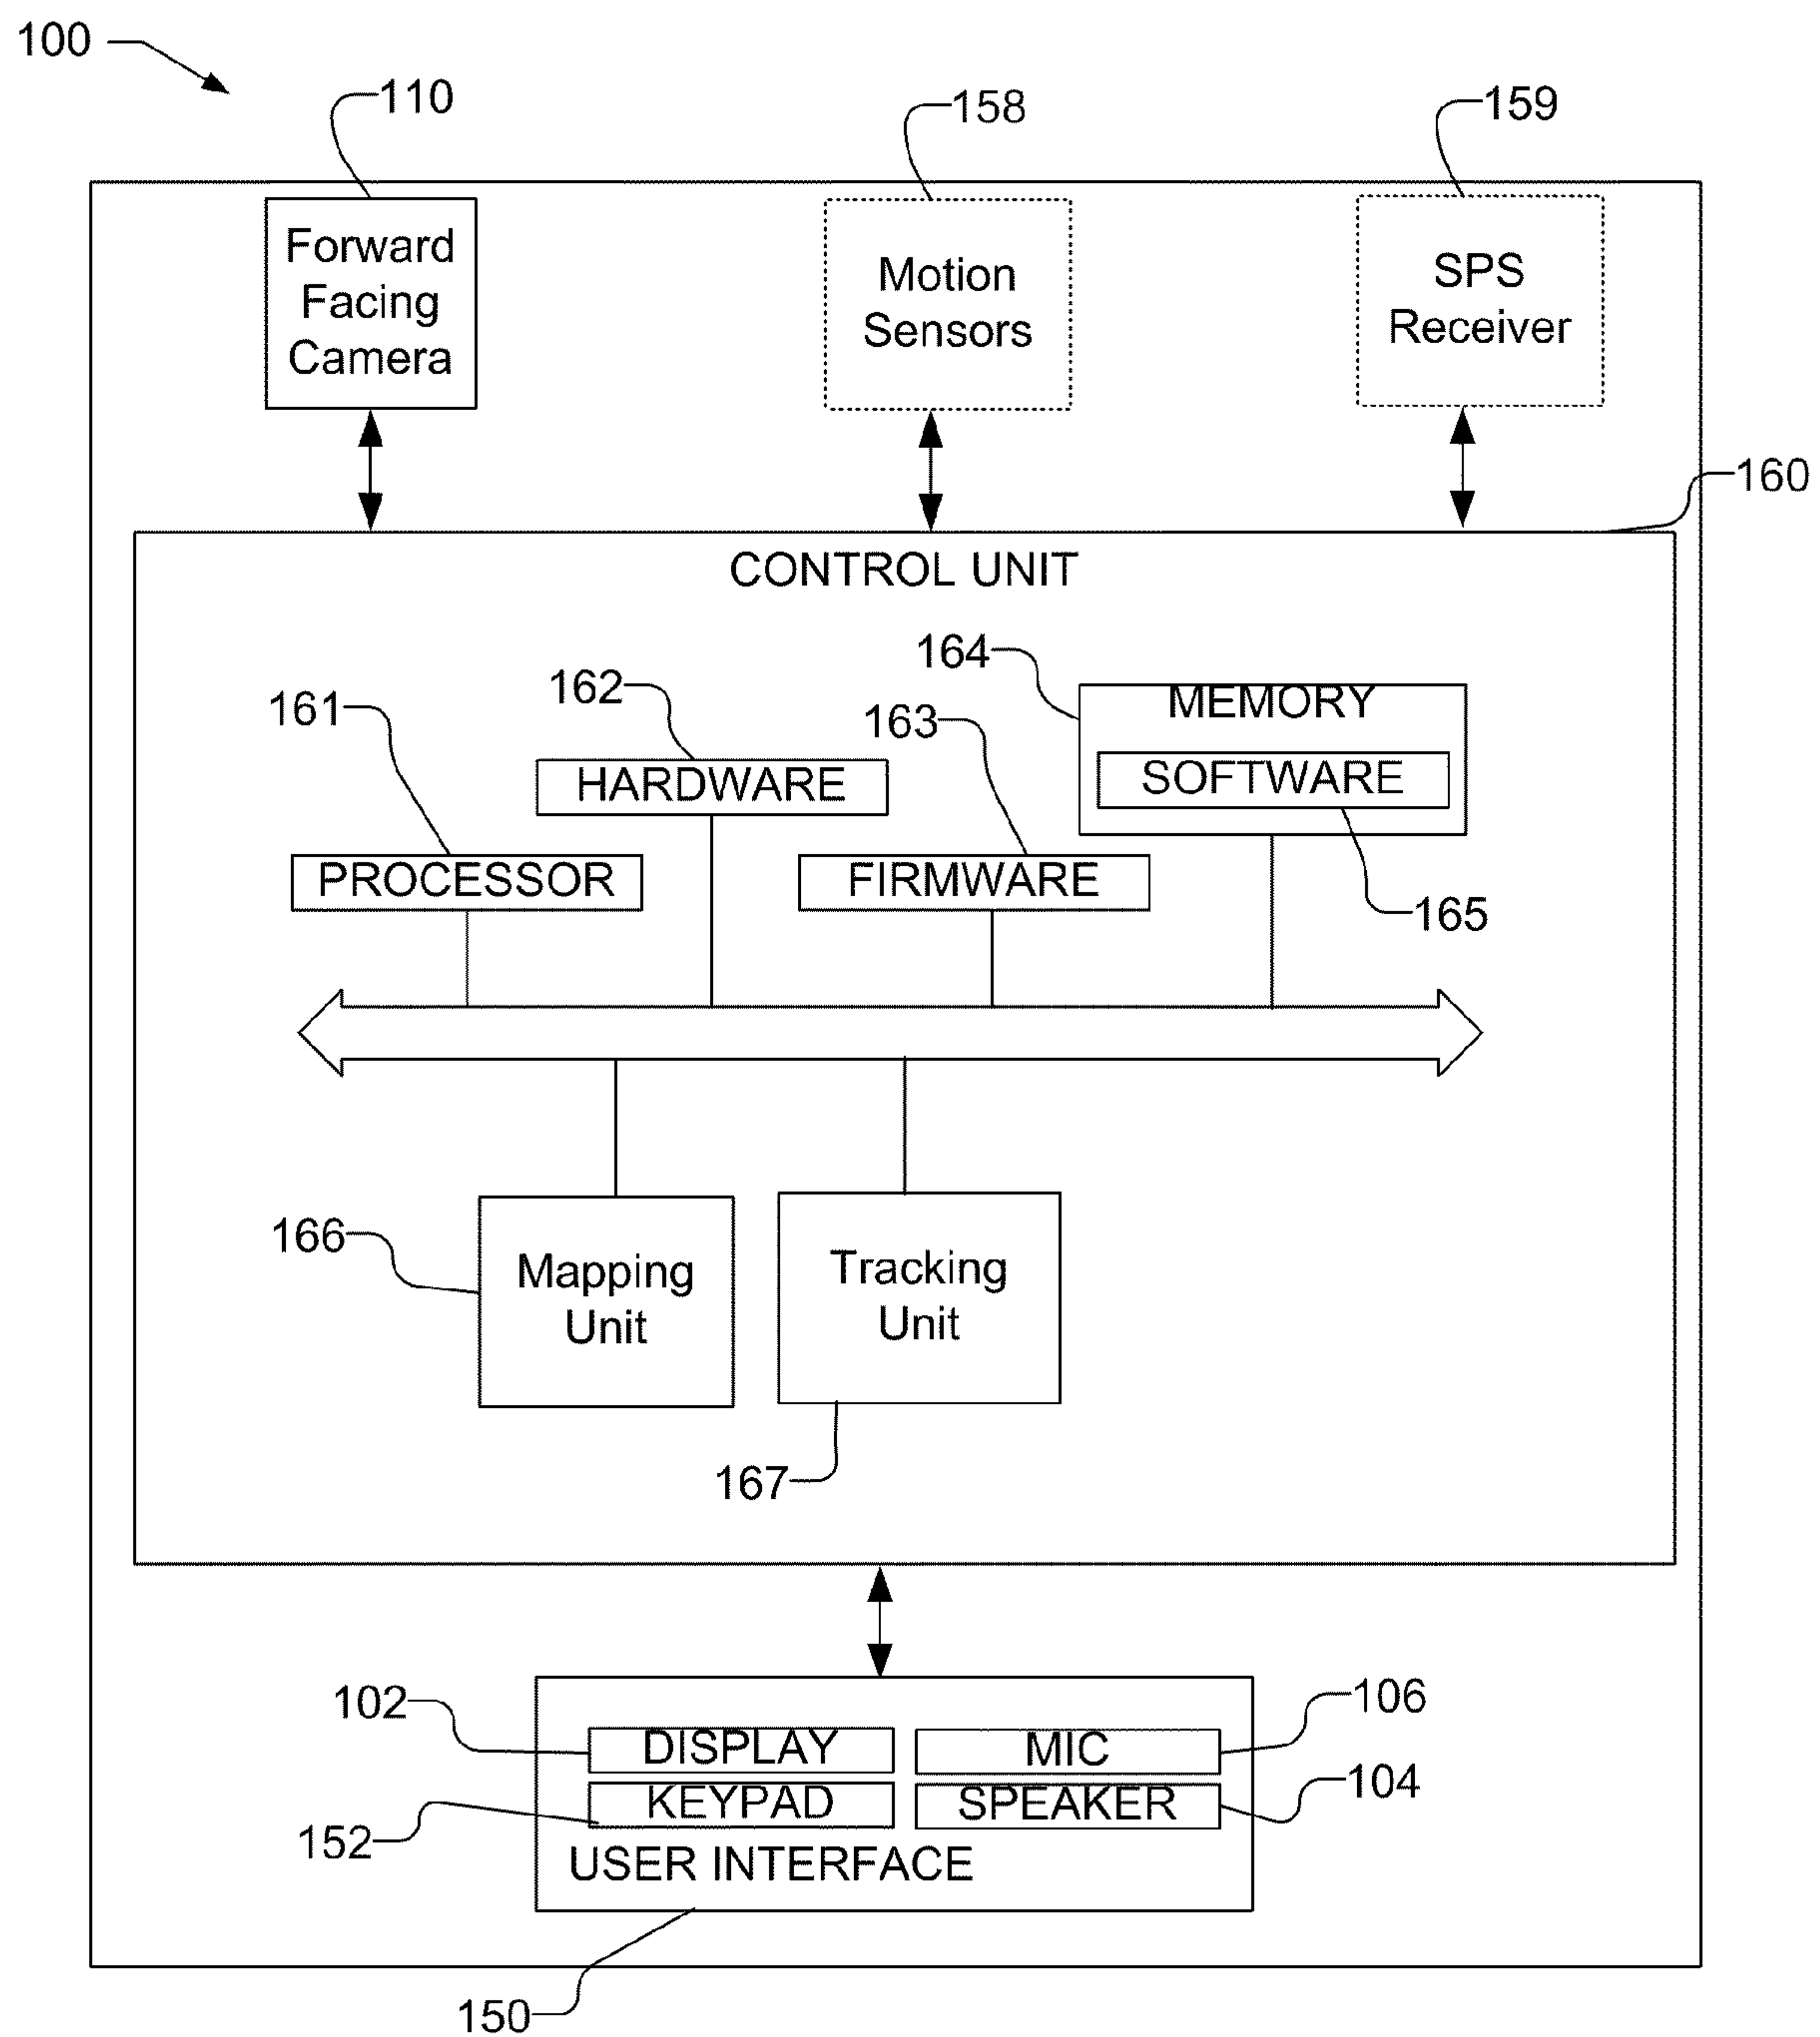 100
110
158
159
Forward
Facing
Camera
Motion
Sensors
SPS
Receiver
160
CONTROL UNIT
164
MEMORY
162
161
163
HARDWARE
SOFTWARE
PROCESSOR
FIRMWARE
165
166
Mapping
Unit
Tracking
Unit
167
102
106
DISPLAY
MIC
104
KEYPAD
SPEAKER
152
USER INTERFACE
150